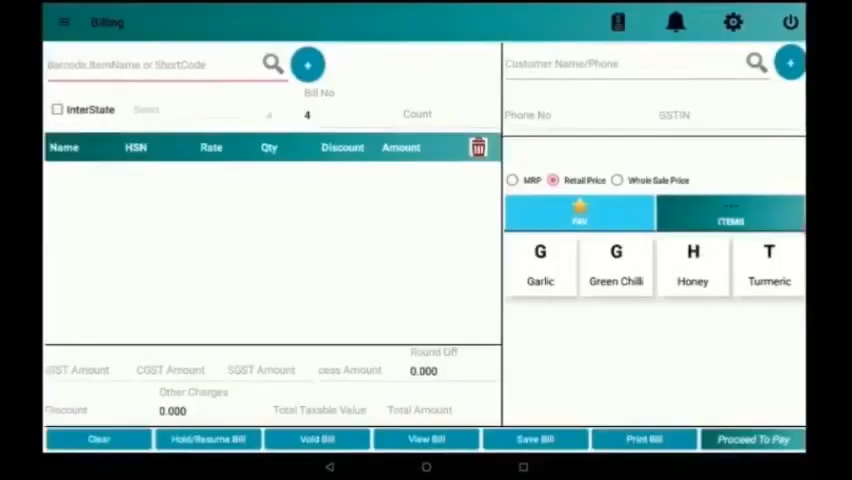 Billing
Barcode,ItemName or ShortCode
Customer Name/Phone
Bill No
InterState
Select
4
Count
Phone No
GSTIN
Name HSN Rate Qty Discount Amount
MRP Retail Price Whole Sale Price
FAV
ITEMS
G
Garlic
G
Green Chilli
H
Honey
T
Turmeric
Round Off
IGST Amount CGST Amount SGST Amount cess Amount 0.000
Other Charges
Discount 0.000 Total Taxable Value Total Amount
Clear Hold/Resume Bill Void Bill View Bill Save Bill Print Bill Proceed To Pay